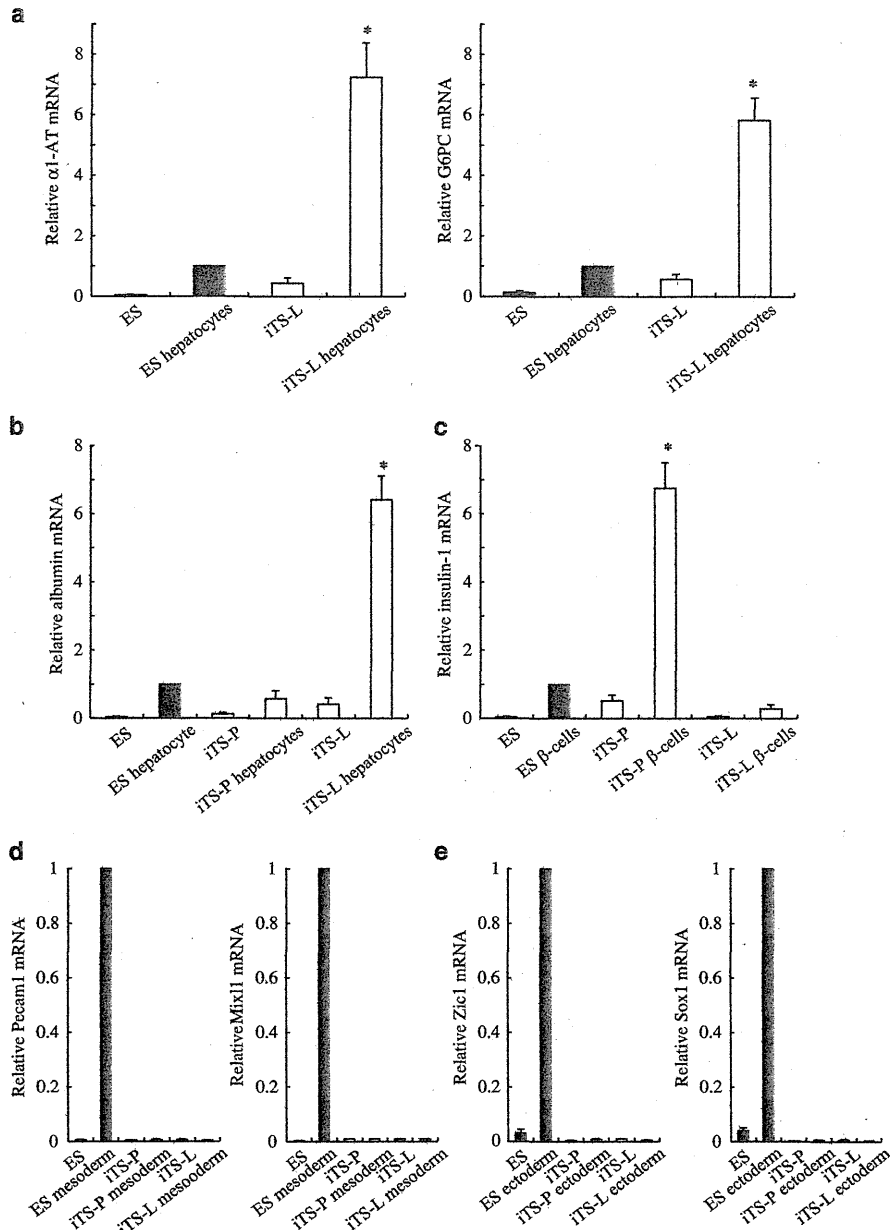 a
Relative α1-AT mRNA
8
6
4
2
0
*
ES
ES hepatocytes
iTS-L
iTS-L hepatocytes
Relative G6PC mRNA
8
6
4
2
0
*
ES
ES hepatocytes
iTS-L
iTS-L hepatocytes
b
Relative albumin mRNA
8
6
4
2
0
*
ES
ES hepatocyte
iTS-P
iTS-P hepatocytes
iTS-L
iTS-L hepatocytes
c
Relative insulin-1 mRNA
8
6
4
2
0
*
ES
ES β-cells
iTS-P
iTS-P β-cells
iTS-L
iTS-L β-cells
d
Relative Pecam1 mRNA
1
0.8
0.6
0.4
0.2
0
ES
ES mesoderm
iTS-P
iTS-P mesoderm
iTS-L
iTS-L mesooderm
RelativeMixl1 mRNA
1
0.8
0.6
0.4
0.2
0
ES
ES mesoderm
iTS-P
iTS-P mesoderm
iTS-L
iTS-L mesoderm
e
Relative Zic1 mRNA
1
0.8
0.6
0.4
0.2
0
ES
ES ectoderm
iTS-P
iTS-P ectoderm
iTS-L
iTS-L ectoderm
Relative Sox1 mRNA
1
0.8
0.6
0.4
0.2
0
ES
ES ectoderm
iTS-P
iTS-P ectoderm
iTS-L
iTS-L ectoderm